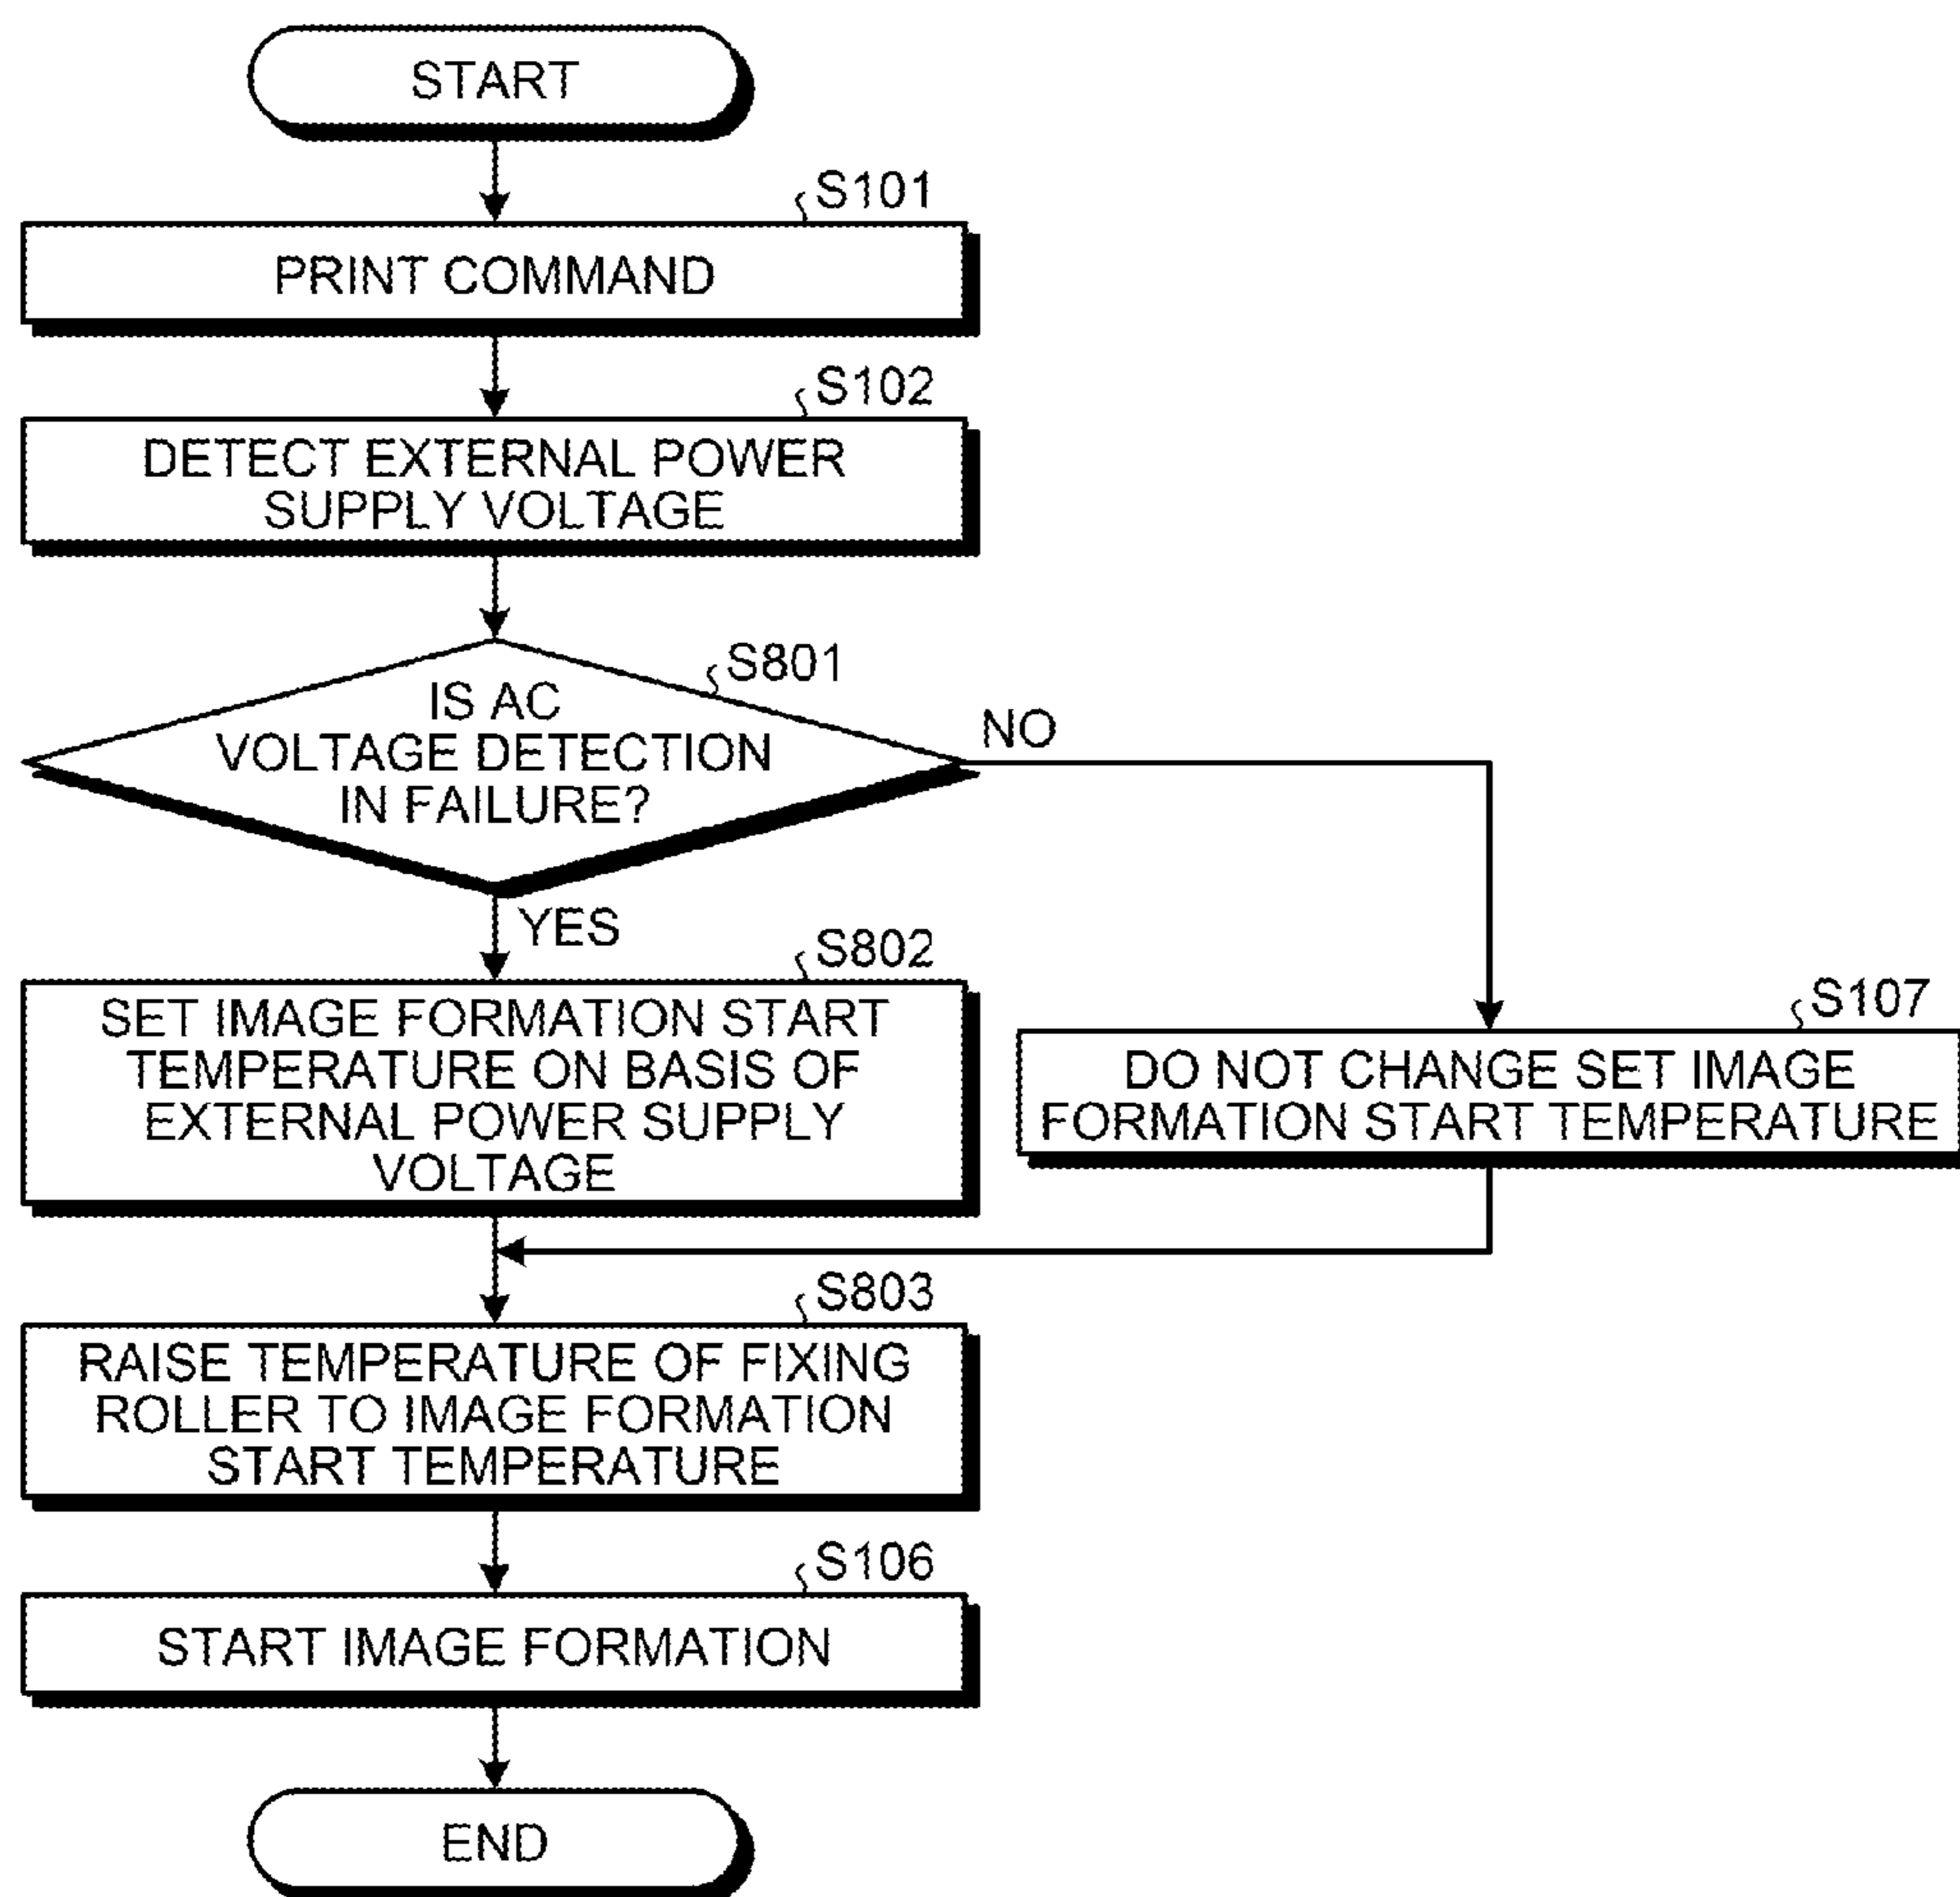 START
S101
PRINT COMMAND
S102
DETECT EXTERNAL POWER
SUPPLY VOLTAGE
S801
IS AC
VOLTAGE DETECTION
IN FAILURE?
NO
YES
S802
SET IMAGE FORMATION START
TEMPERATURE ON BASIS OF
EXTERNAL POWER SUPPLY
VOLTAGE
S107
DO NOT CHANGE SET IMAGE
FORMATION START TEMPERATURE
S803
RAISE TEMPERATURE OF FIXING
ROLLER TO IMAGE FORMATION
START TEMPERATURE
S106
START IMAGE FORMATION
END